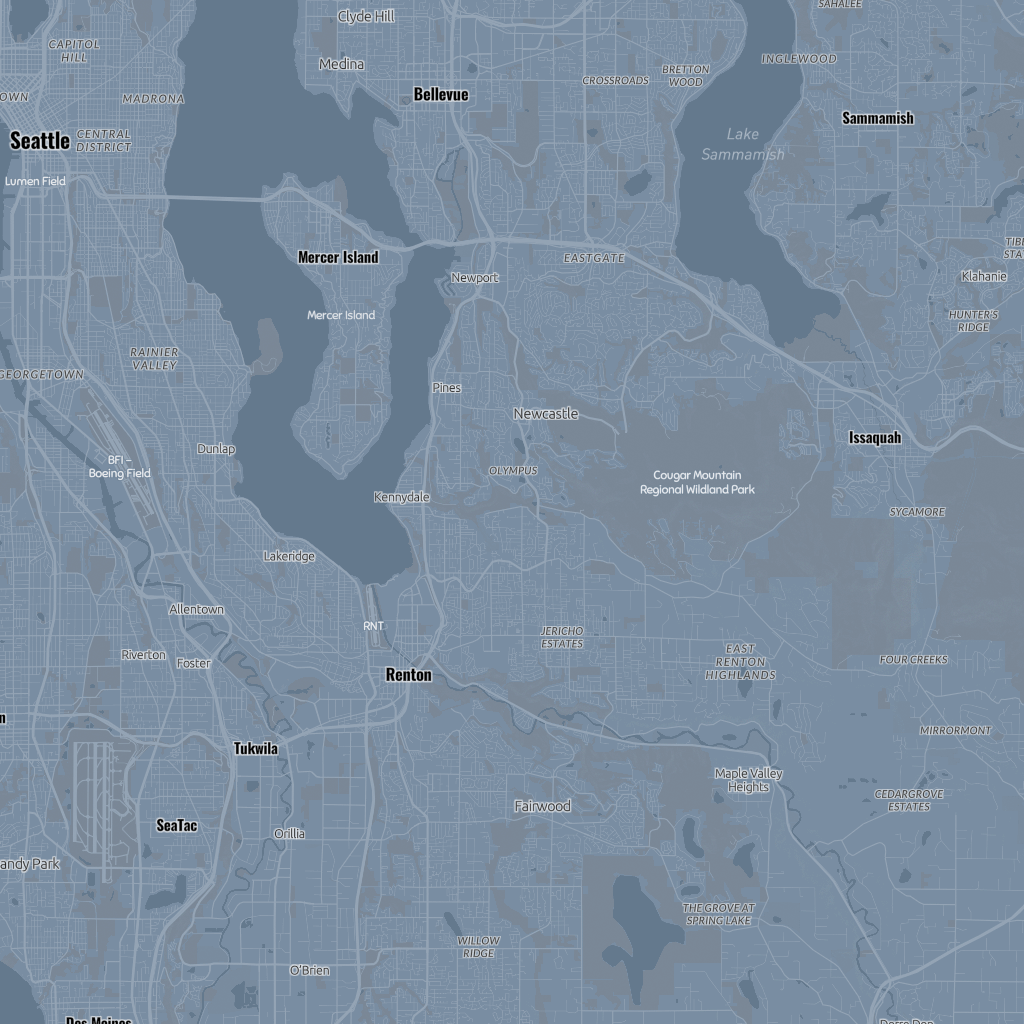 SAHALEE
Clyde Hill
CAPITOL
HILL
INGLEWOOD
Medina
BRETTON
WOOD
CROSSROADS
OWN
MADRONA
Bellevue
Sammamish
Seattle
CENTRAL
DISTRICT
Lake
Sammamish
Lumen Field
Mercer Island
EASTGATE
Newport
Klahanie
Mercer Island
HUNTER'S
RIDGE
RAINIER
VALLEY
GEORGETOWN
Pines
Newcastle
Dunlap
Issaquah
BFI –
Boeing Field
OLYMPUS
Cougar Mountain
Regional Wildland Park
Kennydale
SYCAMORE
Lakeridge
Allentown
RNT
JERICHO
ESTATES
Riverton
Foster
EAST
RENTON
HIGHLANDS
FOUR CREEKS
Renton
n
MIRRORMONT
Tukwila
Maple Valley
Heights
CEDARGROVE
ESTATES
Fairwood
SeaTac
Orillia
andy Park
THE GROVE AT
SPRING LAKE
WILLOW
RIDGE
O'Brien
Des Moines